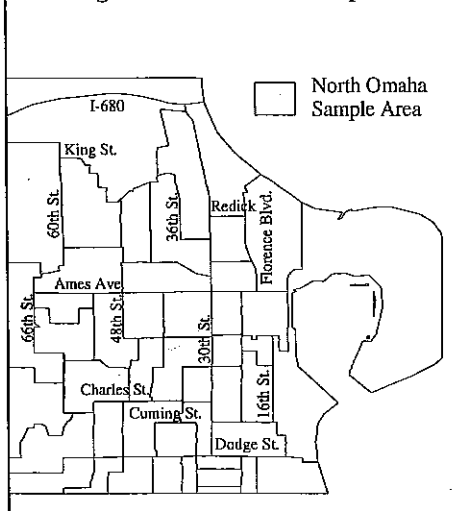 North Omaha
Sample Area
I-680
King St.
Redick
60th St.
36th St.
Florence Blvd.
Ames Ave
66th St.
48th St.
30th St.
Charles St.
16th St.
Cuming St.
Dodge St.